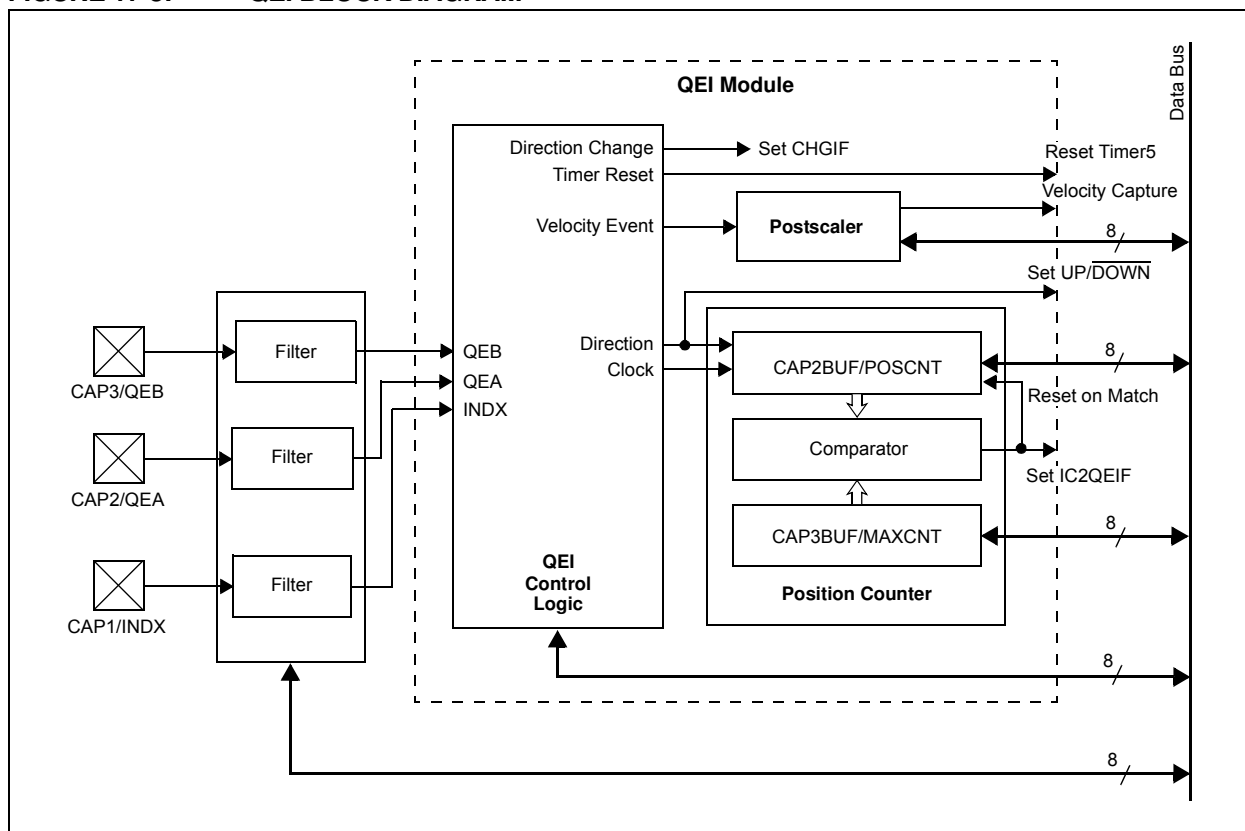 Data Bus
QEI Module
Direction Change
Set CHGIF
Timer Reset
Reset Timer5
Velocity Capture
Velocity Event
Postscaler
8
Set UP/DOWN
Filter
QEB
Direction
Clock
CAP2BUF/POSCNT
8
CAP3/QEB
QEA
INDX
Reset on Match
Filter
Comparator
CAP2/QEA
Set IC2QEIF
CAP3BUF/MAXCNT
8
Filter
QEI
Control
Logic
Position Counter
CAP1/INDX
8
8